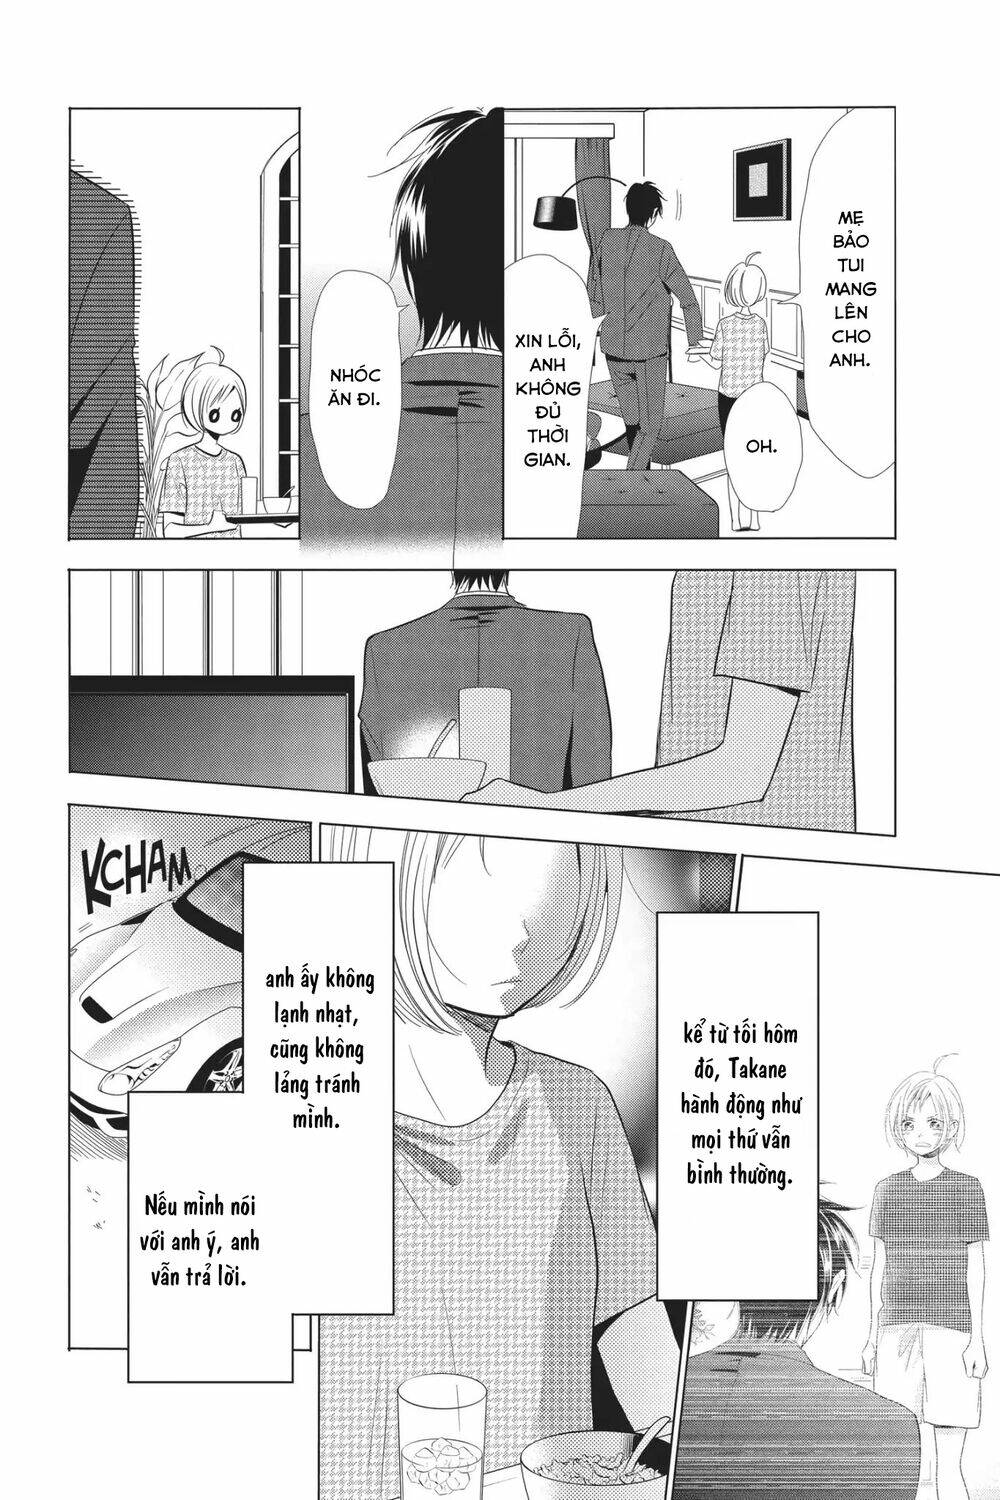 MẸ
BẢO
TUI
MANG
LÊN
CHO
ANH.
OH.
XIN LỖI,
ANH
KHÔNG
ĐỦ
THỜI
GIAN.
NHÓC
ĂN ĐI.
kể từ tối hôm
đó, Takane
hành động như
mọi thứ vẫn
bình thường.
anh ấy không
lạnh nhạt,
cũng không
lảng tránh
mình.
KCHAM
Nếu mình nói
với anh ý, anh
vẫn trả lời.